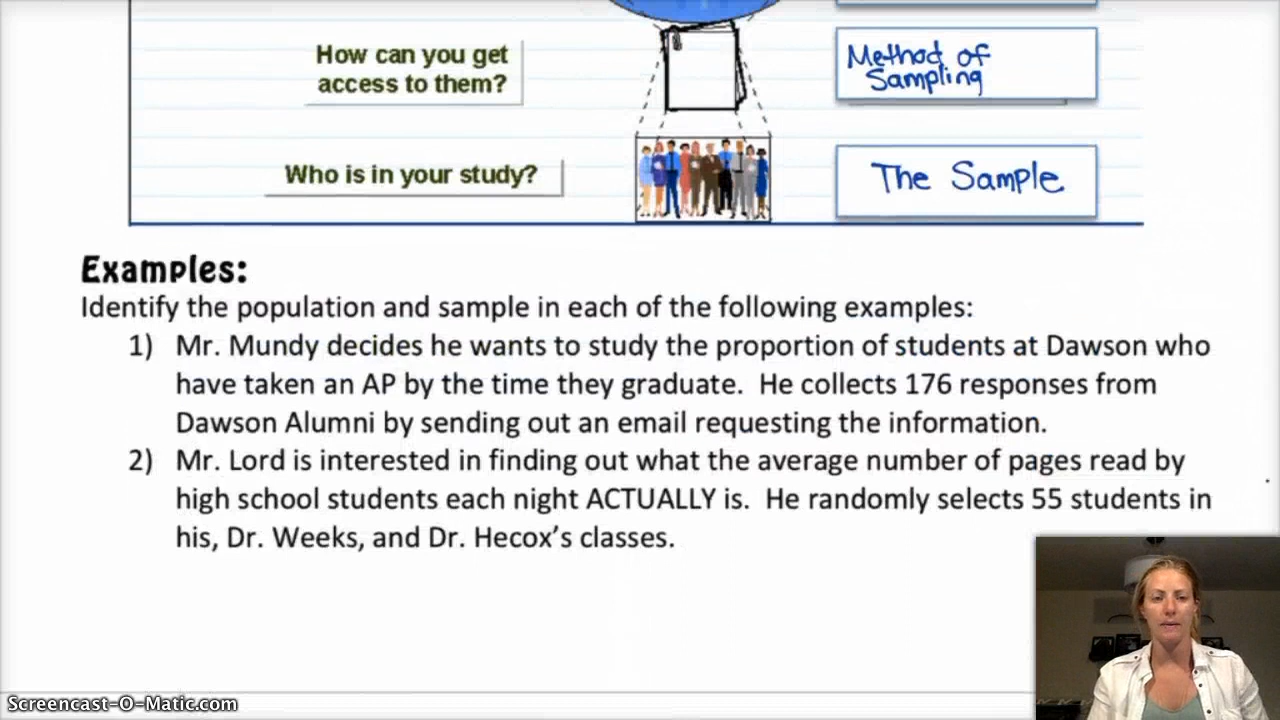 How can you get
access to them?
Method of
Sampling
Who is in your study?
The Sample
Examples:
Identify the population and sample in each of the following examples:
1) Mr. Mundy decides he wants to study the proportion of students at Dawson who
have taken an AP by the time they graduate. He collects 176 responses from
Dawson Alumni by sending out an email requesting the information.
2) Mr. Lord is interested in finding out what the average number of pages read by
high school students each night ACTUALLY is. He randomly selects 55 students in
his, Dr. Weeks, and Dr. Hecox’s classes.
Screencast-O-Matic.com